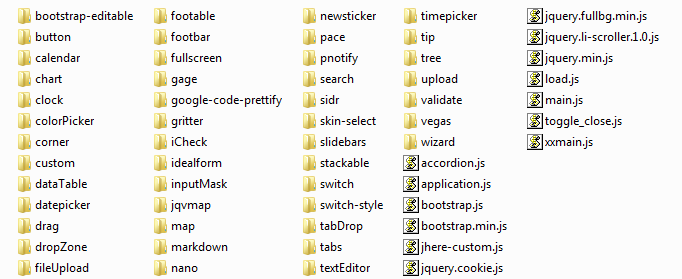 bootstrap-editable
button
calendar
chart
clock
colorPicker
corner
custom
dataTable
datepicker
drag
dropZone
fileUpload
footable
footbar
fullscreen
gage
google-code-prettify
gritter
iCheck
idealform
inputMask
jqvmap
map
markdown
nano
newsticker
pace
pnotify
search
sidr
skin-select
slidebars
stackable
switch
switch-style
tabDrop
tabs
textEditor
timepicker
tip
tree
upload
validate
vegas
wizard
accordion.js
application.js
bootstrap.js
bootstrap.min.js
jhere-custom.js
jquery.cookie.js
jquery.fullbg.min.js
jquery.li-scroller.1.0.js
jquery.min.js
load.js
main.js
toggle_close.js
xxmain.js